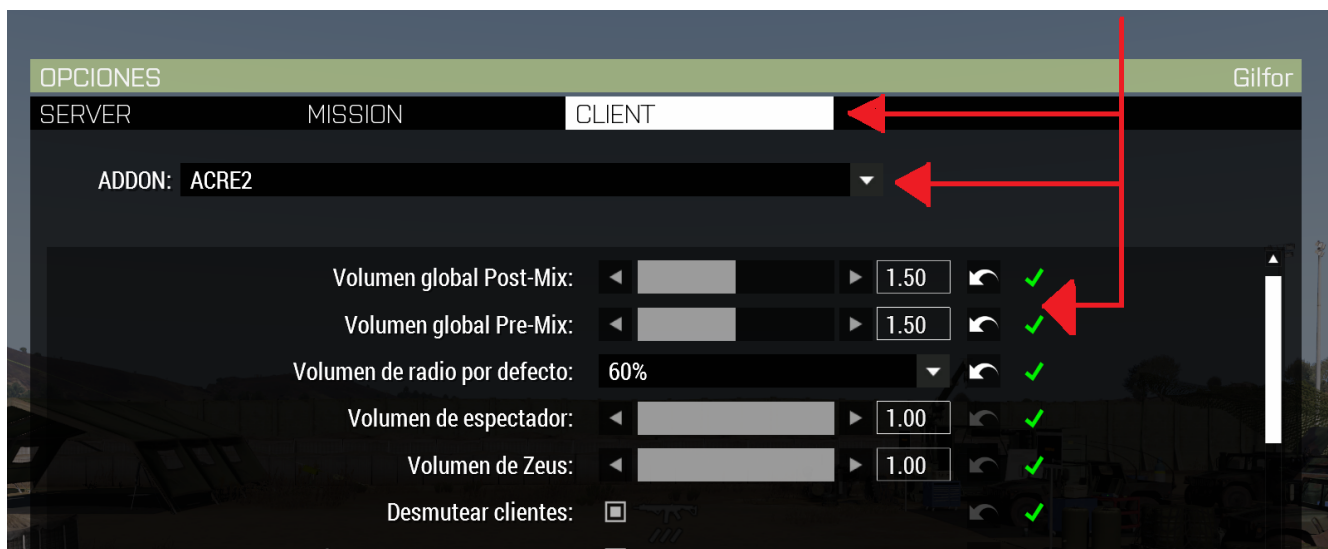 OPCIONES Gilfor
SERVER MISSION CLIENT
ADDON: ACRE2
Volumen global Post-Mix: 1.50
Volumen global Pre-Mix: 1.50
Volumen de radio por defecto: 60%
Volumen de espectador: 1.00
Volumen de Zeus: 1.00
Desmutear clientes: